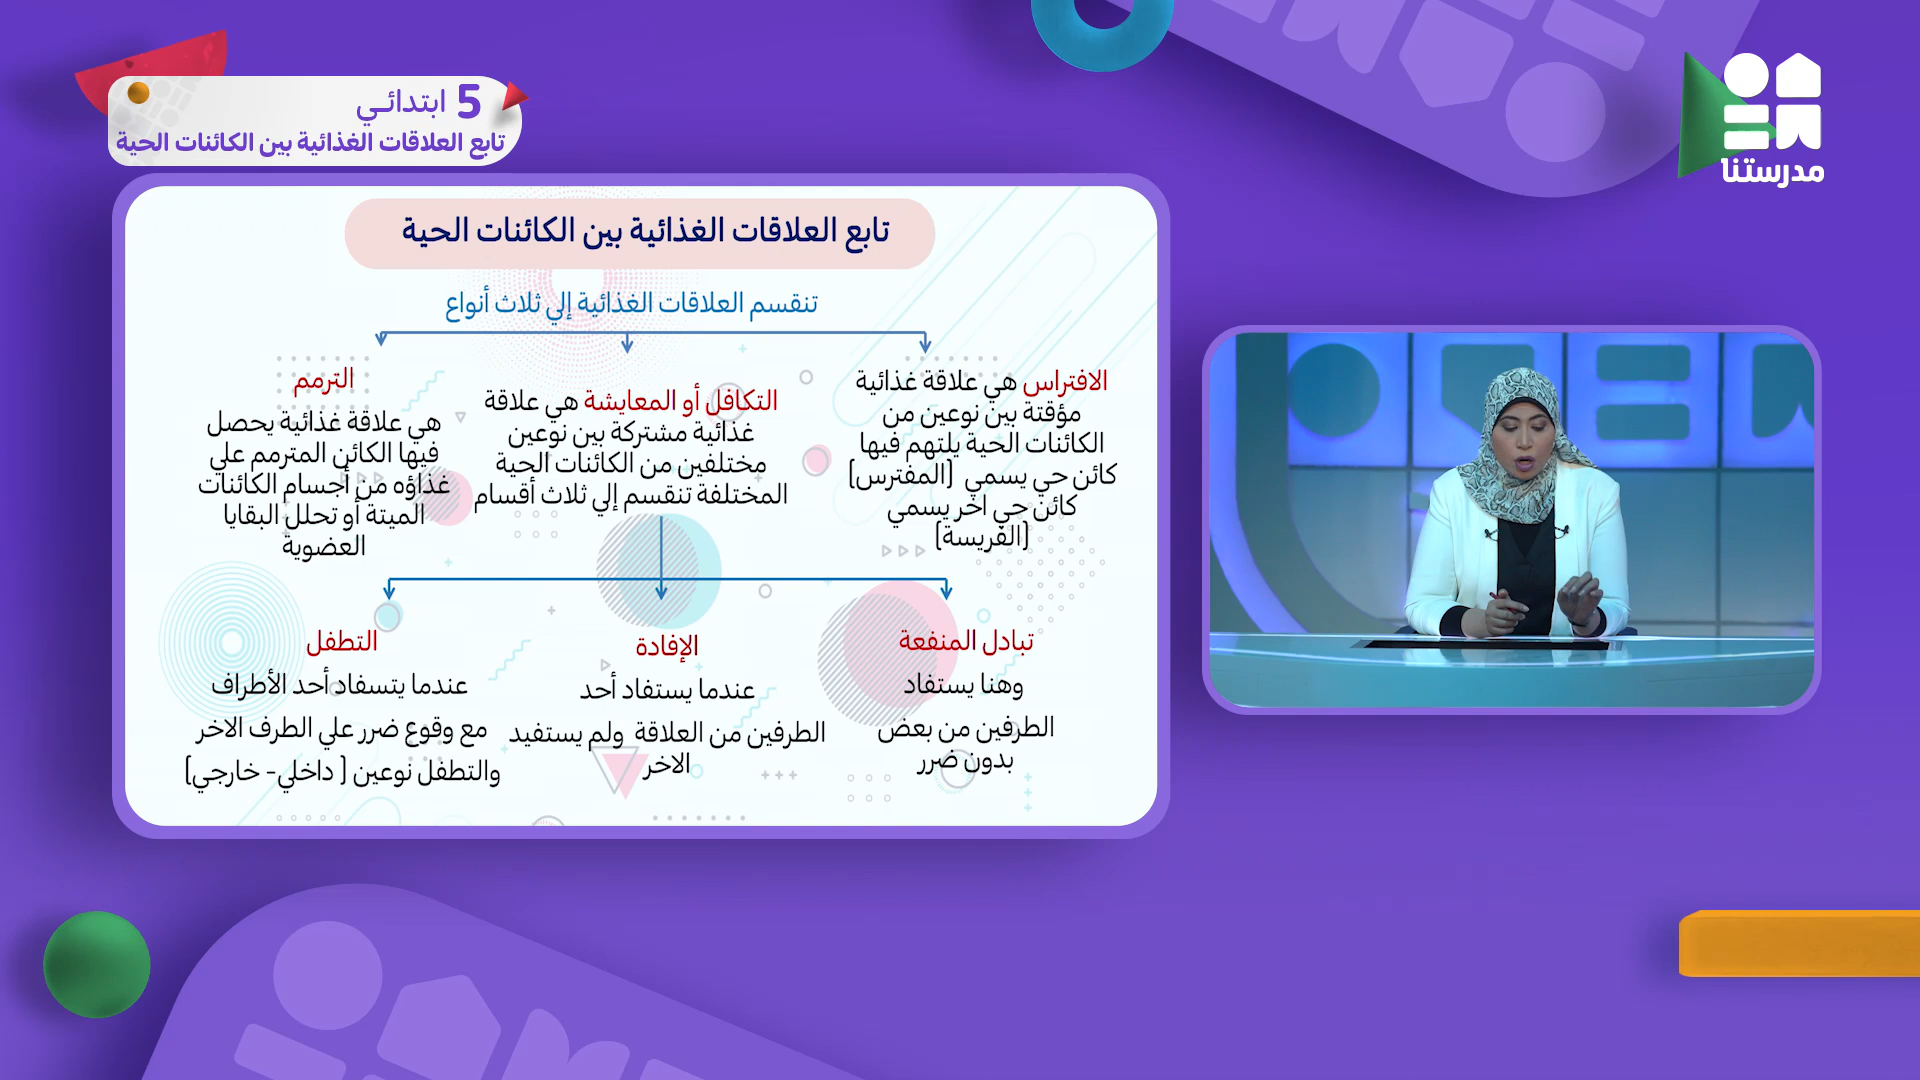 5 ابتدائي
تابع العلاقات الغذائية بين الكائنات الحية
مدرستنا
تابع العلاقات الغذائية بين الكائنات الحية
تنقسم العلاقات الغذائية إلي ثلاث أنواع
الافتراس هي علاقة غذائية
مؤقتة بين نوعين من
الكائنات الحية يلتهم فيها
كائن حي يسمي (المفترس)
كائن حي اخر يسمي
(الفريسة)
التكافل أو المعايشة هي علاقة
غذائية مشتركة بين نوعين
مختلفين من الكائنات الحية
المختلفة تنقسم إلي ثلاث أقسام
الترمم
هي علاقة غذائية يحصل
فيها الكائن المترمم علي
غذاؤه من أجسام الكائنات
الميتة أو تحلل البقايا
العضوية
تبادل المنفعة
وهنا يستفاد
الطرفين من بعض
بدون ضرر
الإفادة
عندما يستفاد أحد
الطرفين من العلاقة ولم يستفيد
الاخر
التطفل
عندما يتسفاد أحد الأطراف
مع وقوع ضرر علي الطرف الاخر
والتطفل نوعين ( داخلي- خارجي)